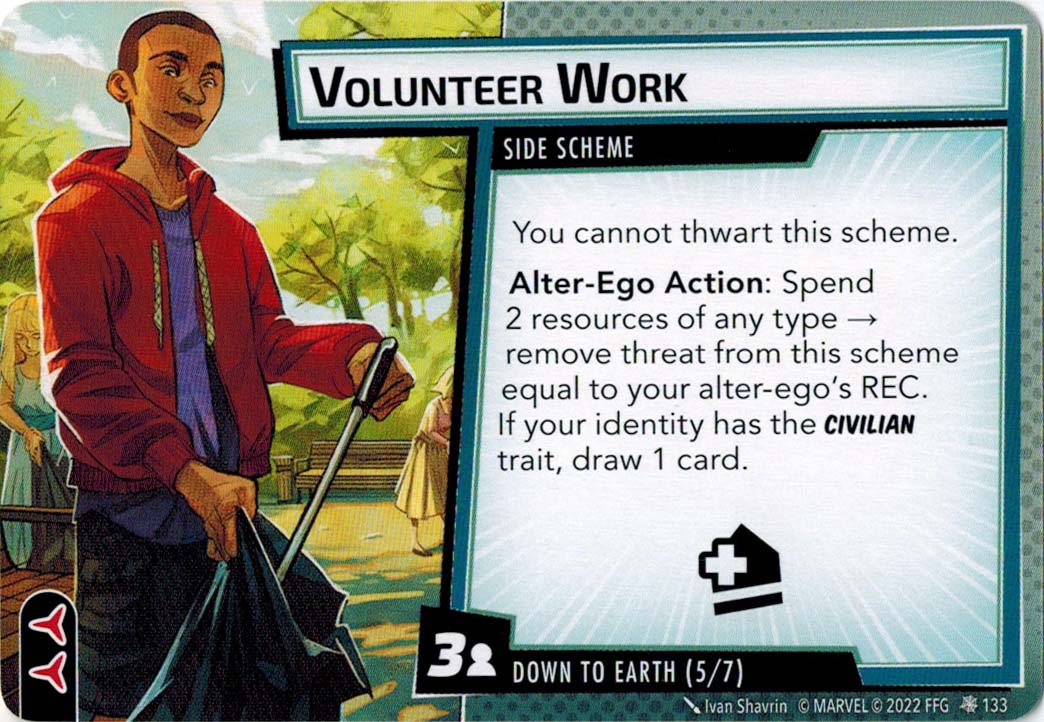 VOLUNTEER WORK
SIDE SCHEME
You cannot thwart this scheme.
Alter-Ego Action: Spend
2 resources of any type →
remove threat from this scheme
equal to your alter-ego's REC.
If your identity has the CIVILIAN
trait, draw 1 card.
3
DOWN TO EARTH (5/7)
Ivan Shavrin © MARVEL © 2022 FFG 133